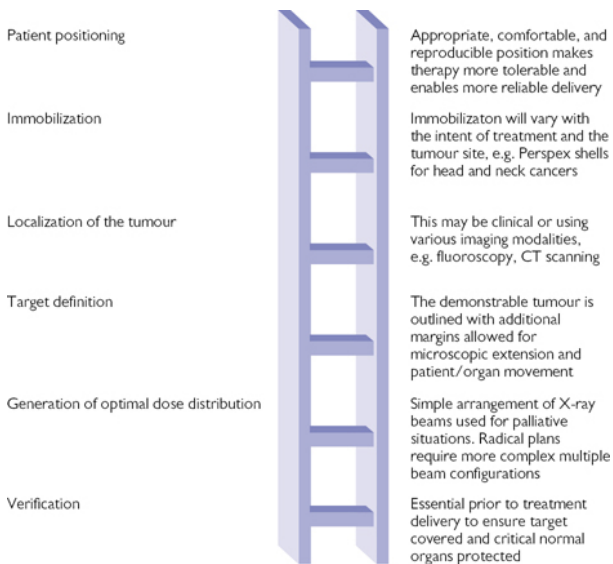 Patient positioning
Appropriate, comfortable, and
reproducible position makes
therapy more tolerable and
enables more reliable delivery
Immobilization
Immobilizaton will vary with
the intent of treatment and the
tumour site, e.g. Perspex shells
for head and neck cancers
Localization of the tumour
This may be clinical or using
various imaging modalities,
e.g. fluoroscopy, CT scanning
Target definition
The demonstrable tumour is
outlined with additional
margins allowed for
microscopic extension and
patient/organ movement
Generation of optimal dose distribution
Simple arrangement of X-ray
beams used for palliative
situations. Radical plans
require more complex multiple
beam configurations
Verification
Essential prior to treatment
delivery to ensure target
covered and critical normal
organs protected